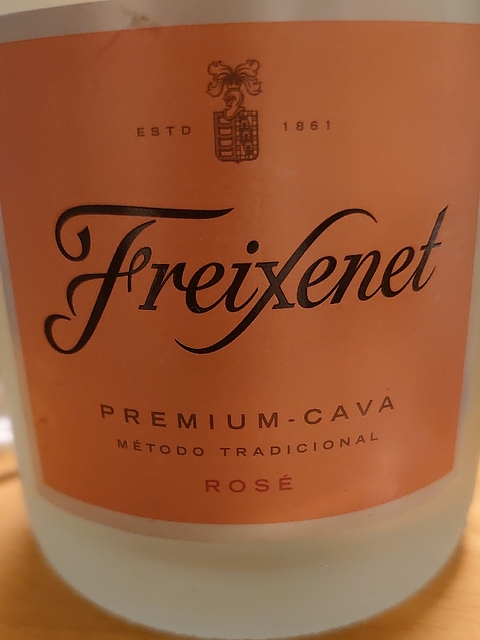 ESTD 1861
Freixenet
PREMIUM-CAVA
MÉTODO TRADICIONAL
ROSÉ